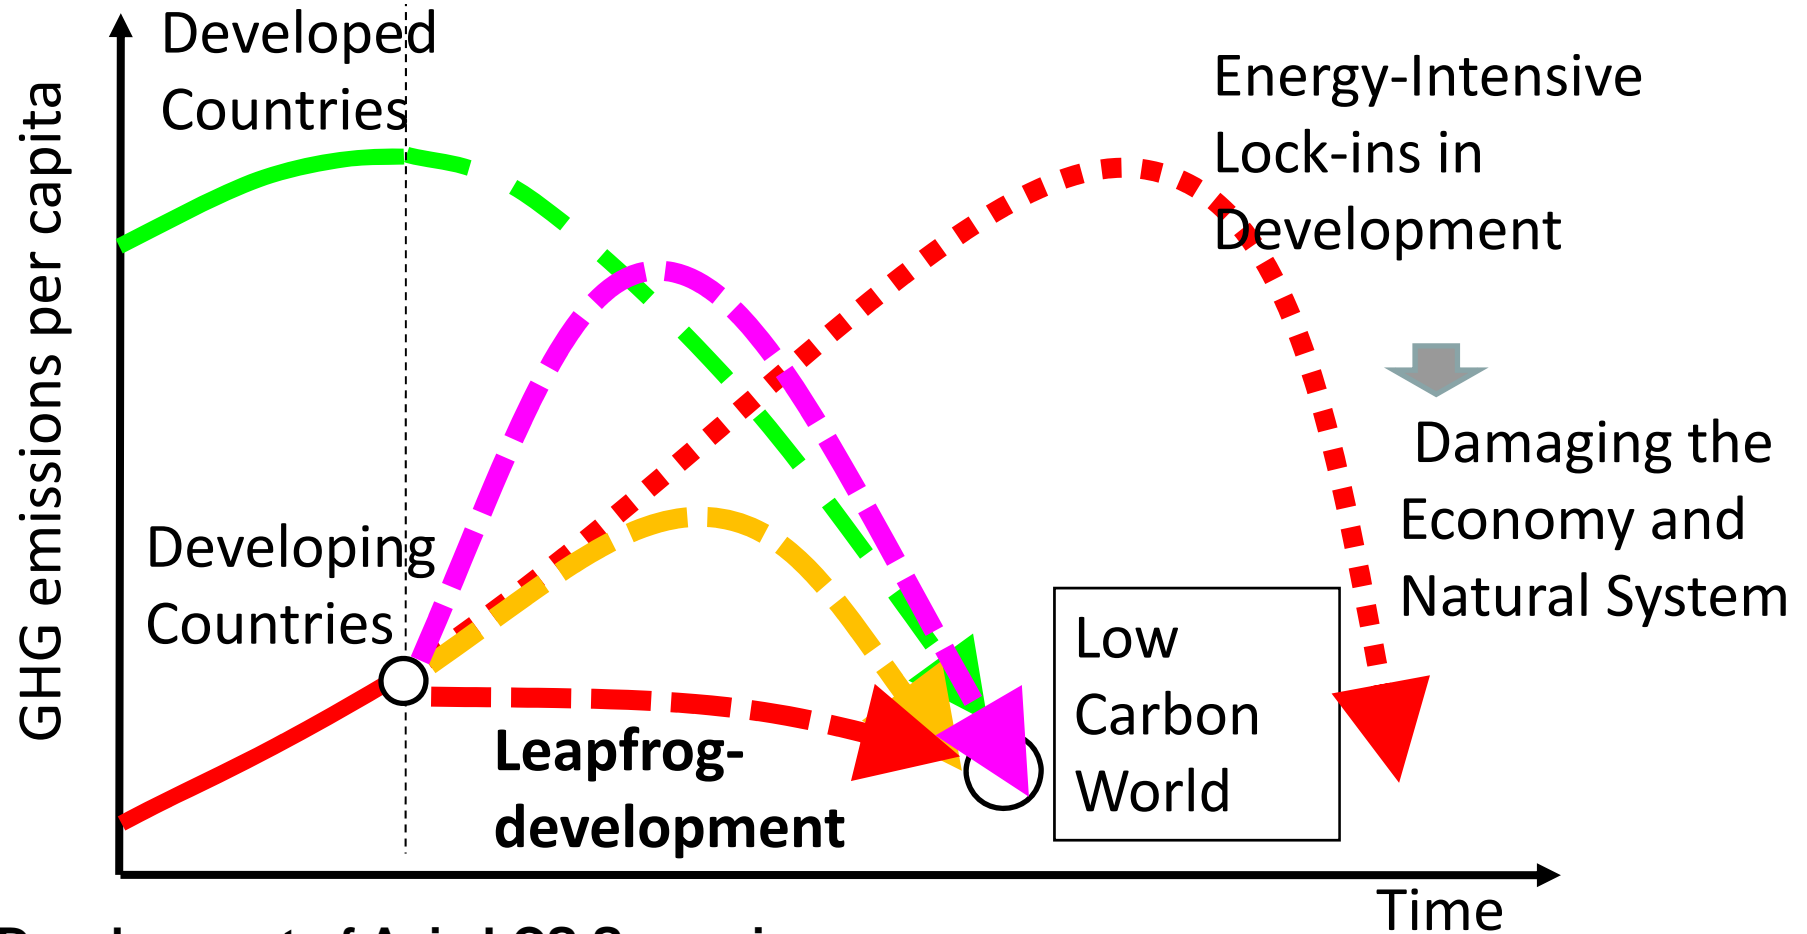 Developed
Countries
Energy-Intensive
Lock-ins in
Development
GHG emissions per capita
Damaging the
Economy and
Natural System
Developing
Countries
Low
Carbon
World
Leapfrog-
development
Time